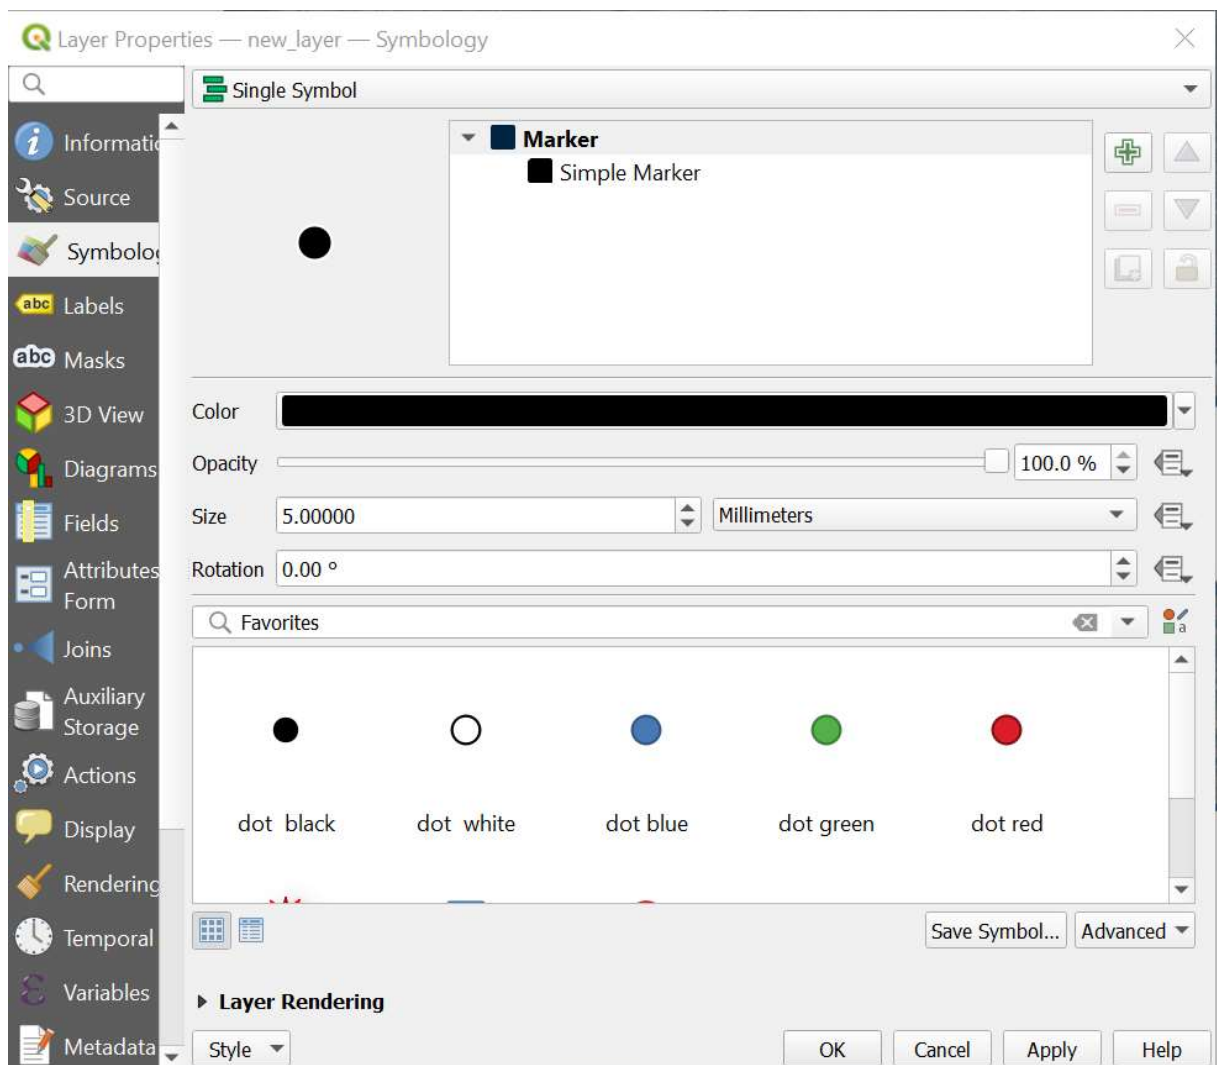 Layer Properties — new_layer — Symbology
Single Symbol
Informatic
Source
Symbolog
Labels
Masks
3D View
Diagrams
Fields
Attributes
Form
Joins
Auxiliary
Storage
Actions
Display
Rendering
Temporal
Variables
Metadata
abc
abc
Marker
Simple Marker
Color
Opacity
100.0 %
Size
5.00000
Millimeters
Rotation
0.00 °
Favorites
a
dot black
dot white
dot blue
dot green
dot red
Save Symbol...
Advanced
Layer Rendering
Style
OK
Cancel
Apply
Help